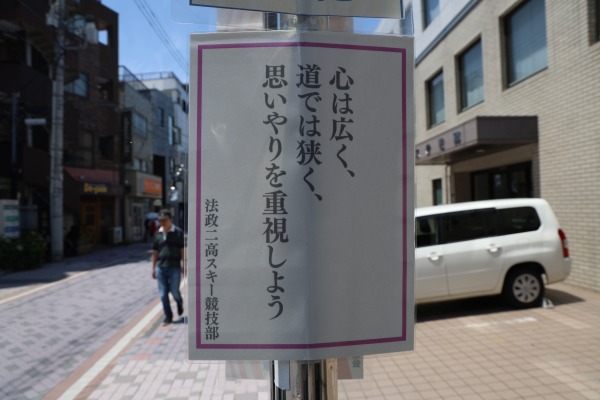 心は広く、
道では狭く、
思いやりを重視しよう
法政二高スキー競技部